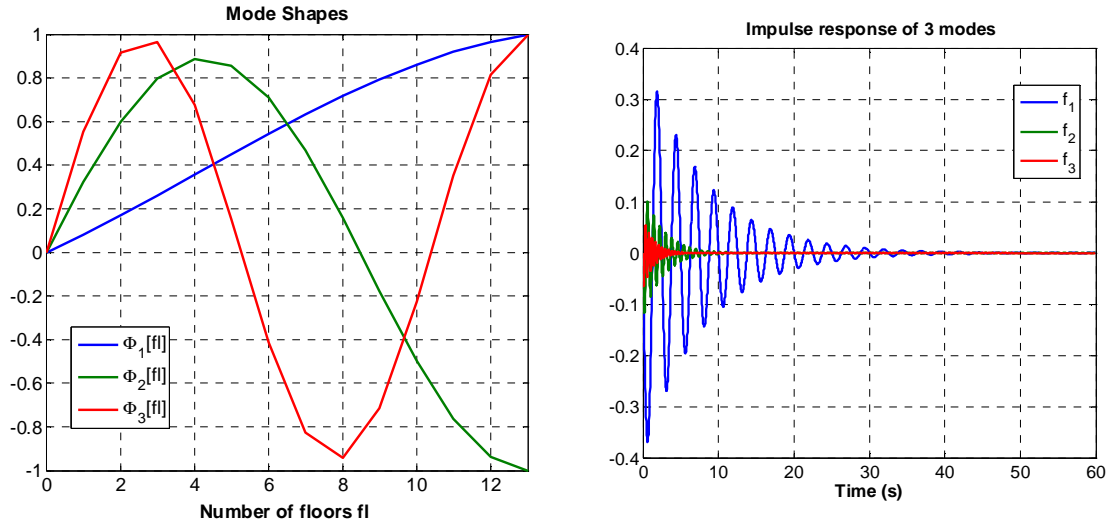 Mode Shapes
1
0.8
0.6
0.4
0.2
0
-0.2
-0.4
-0.6
-0.8
-1
Φ1[fl]
Φ2[fl]
Φ3[fl]
0 2 4 6 8 10 12
Number of floors fl
Impulse response of 3 modes
0.4
0.3
0.2
0.1
0
-0.1
-0.2
-0.3
-0.4
f1
f2
f3
0 10 20 30 40 50 60
Time (s)